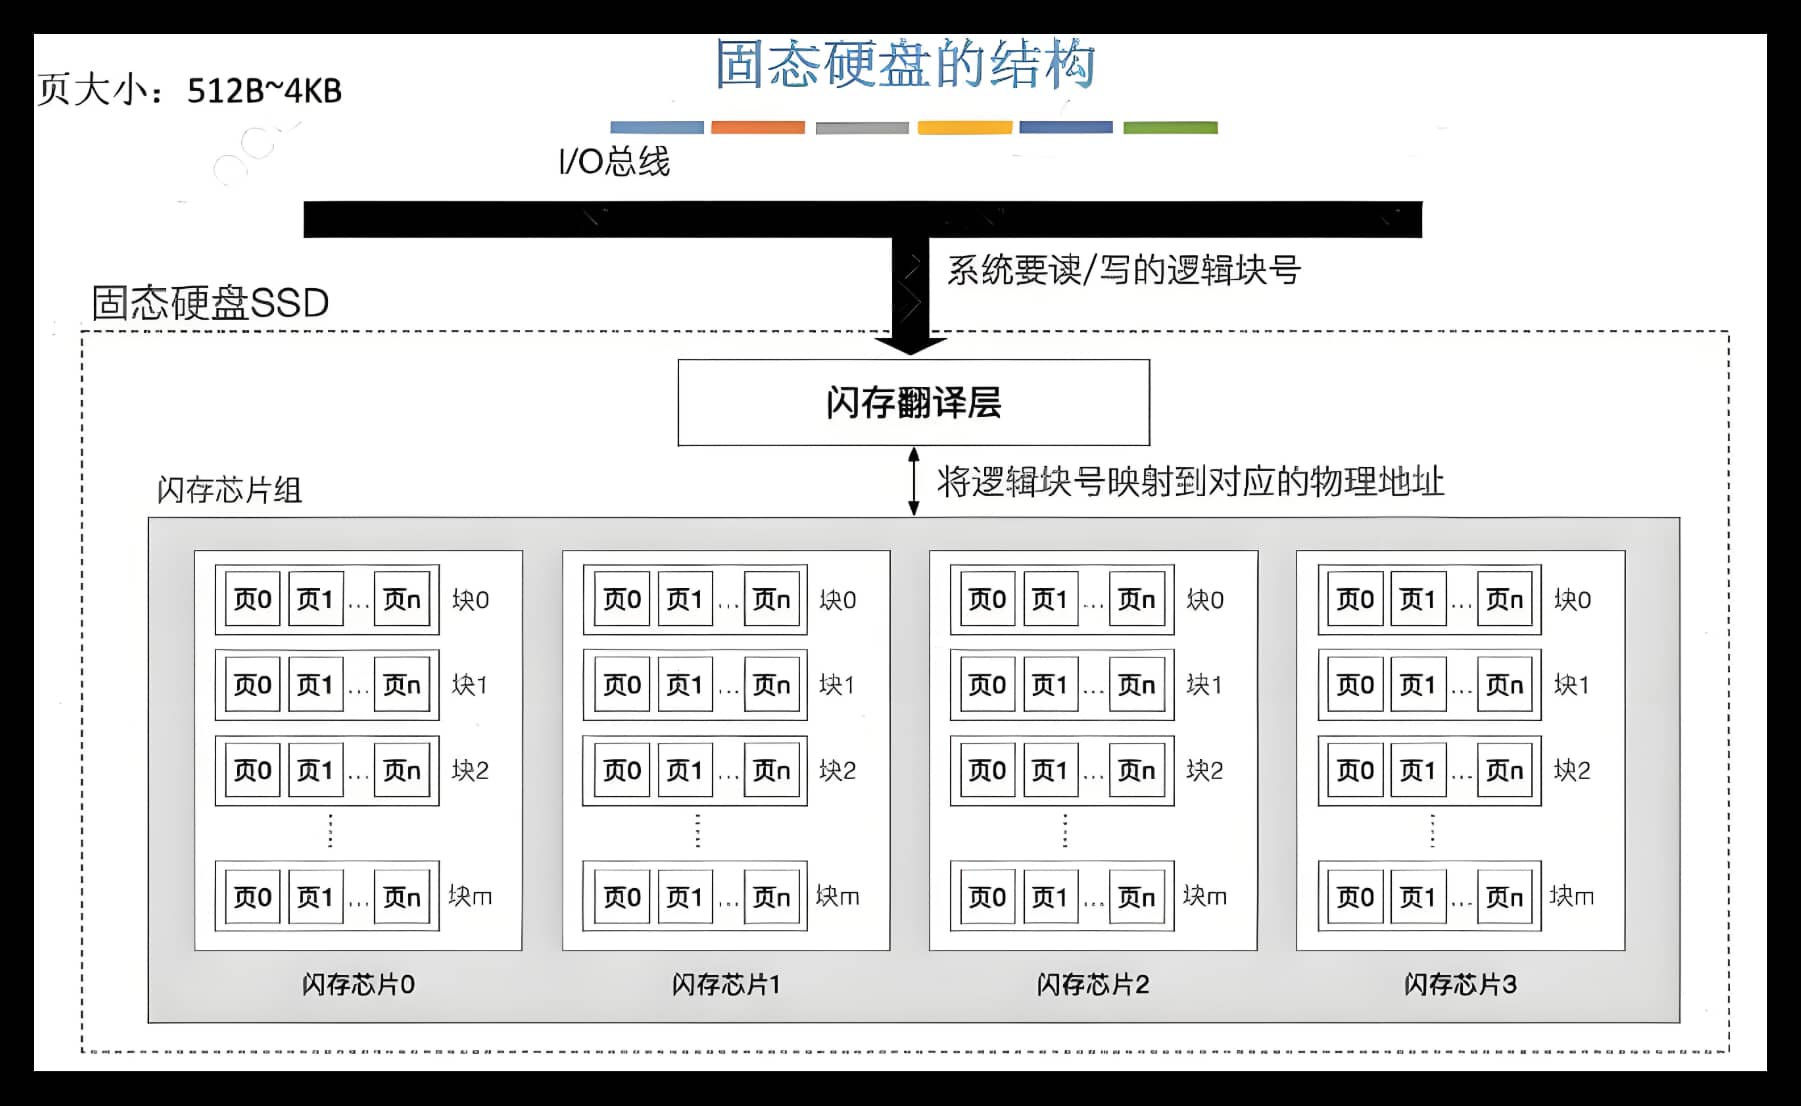 固态硬盘的结构
页大小：512B~4KB
I/O总线
系统要读/写的逻辑块号
固态硬盘SSD
闪存翻译层
将逻辑块号映射到对应的物理地址
闪存芯片组
页0 页1 ... 页n 块0 页0 页1 ... 页n 块0 页0 页1 ... 页n 块0 页0 页1 ... 页n 块0
页0 页1 ... 页n 块1 页0 页1 ... 页n 块1 页0 页1 ... 页n 块1 页0 页1 ... 页n 块1
页0 页1 ... 页n 块2 页0 页1 ... 页n 块2 页0 页1 ... 页n 块2 页0 页1 ... 页n 块2
页0 页1 ... 页n 块m 页0 页1 ... 页n 块m 页0 页1 ... 页n 块m 页0 页1 ... 页n 块m
闪存芯片0 闪存芯片1 闪存芯片2 闪存芯片3